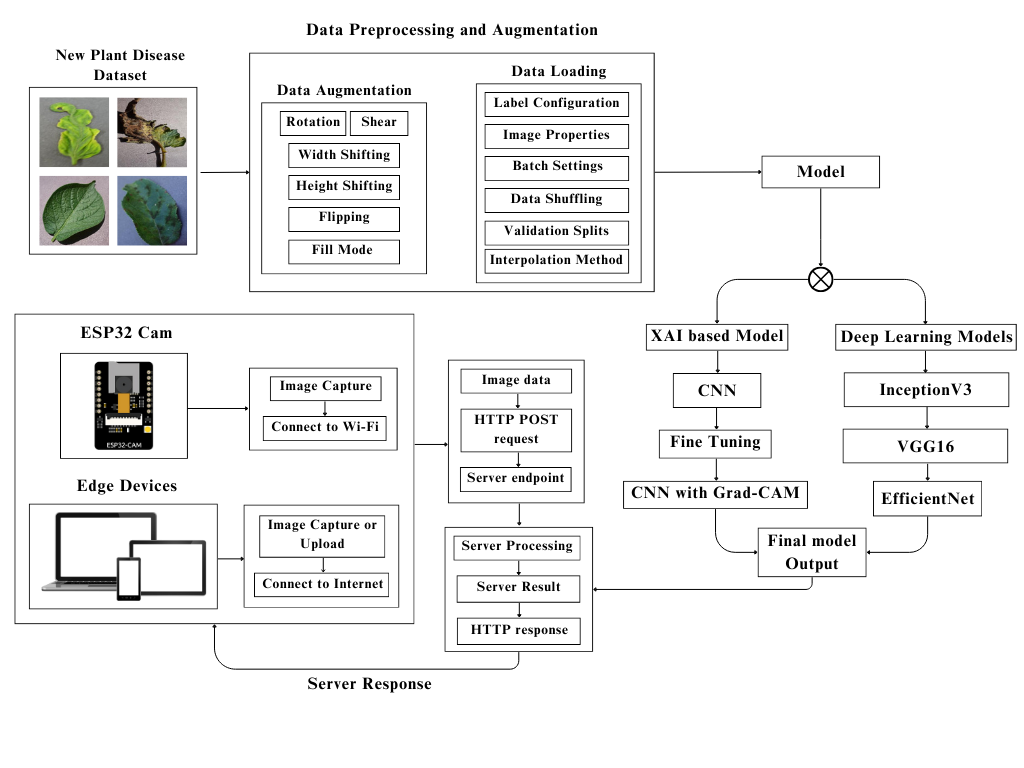 Data Preprocessing and Augmentation
New Plant Disease
Dataset
Data Augmentation
Rotation
Shear
Width Shifting
Height Shifting
Flipping
Fill Mode
Data Loading
Label Configuration
Image Properties
Batch Settings
Data Shuffling
Validation Splits
Interpolation Method
Model
XAI based Model
CNN
Fine Tuning
CNN with Grad-CAM
Deep Learning Models
InceptionV3
VGG16
EfficientNet
Final model
Output
ESP32 Cam
ESP32-CAM
Image Capture
Connect to Wi-Fi
Edge Devices
Image Capture or
Upload
Connect to Internet
Image data
HTTP POST
request
Server endpoint
Server Processing
Server Result
HTTP response
Server Response